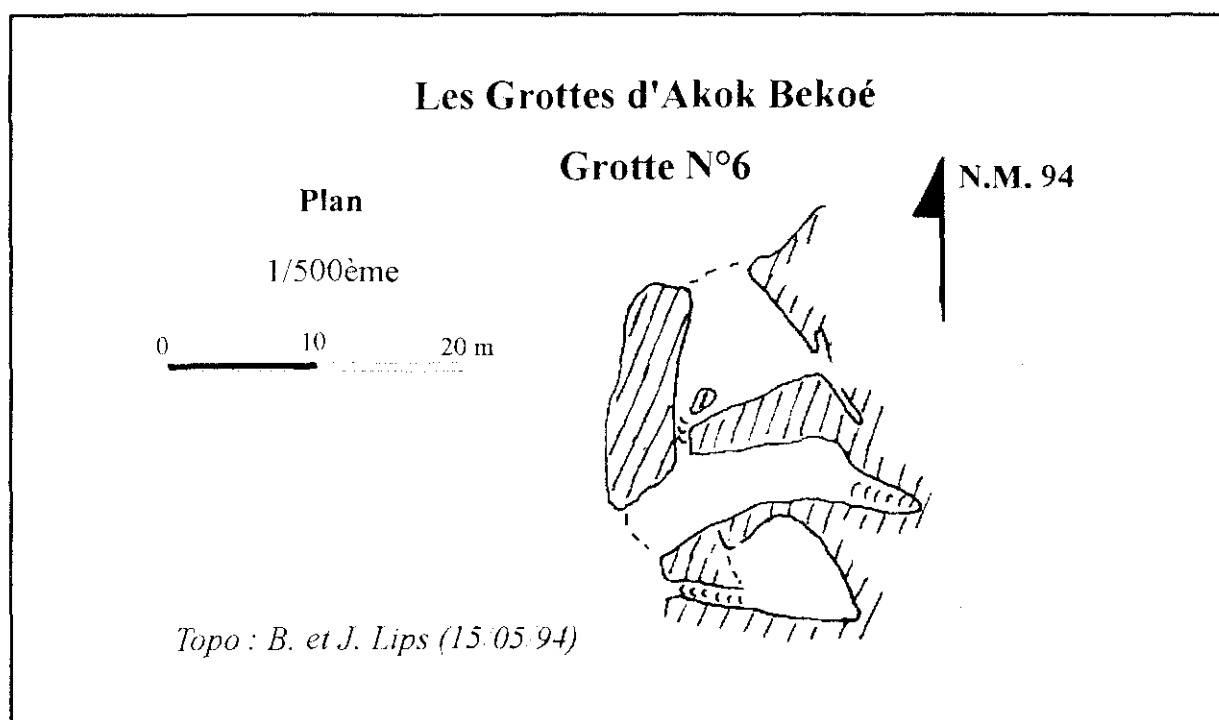 Les Grottes d'Akok Bekoé
Grotte N°6
N.M. 94
Plan
1/500ème
0 10 20 m
Topo : B. et J. Lips (15/05/94)